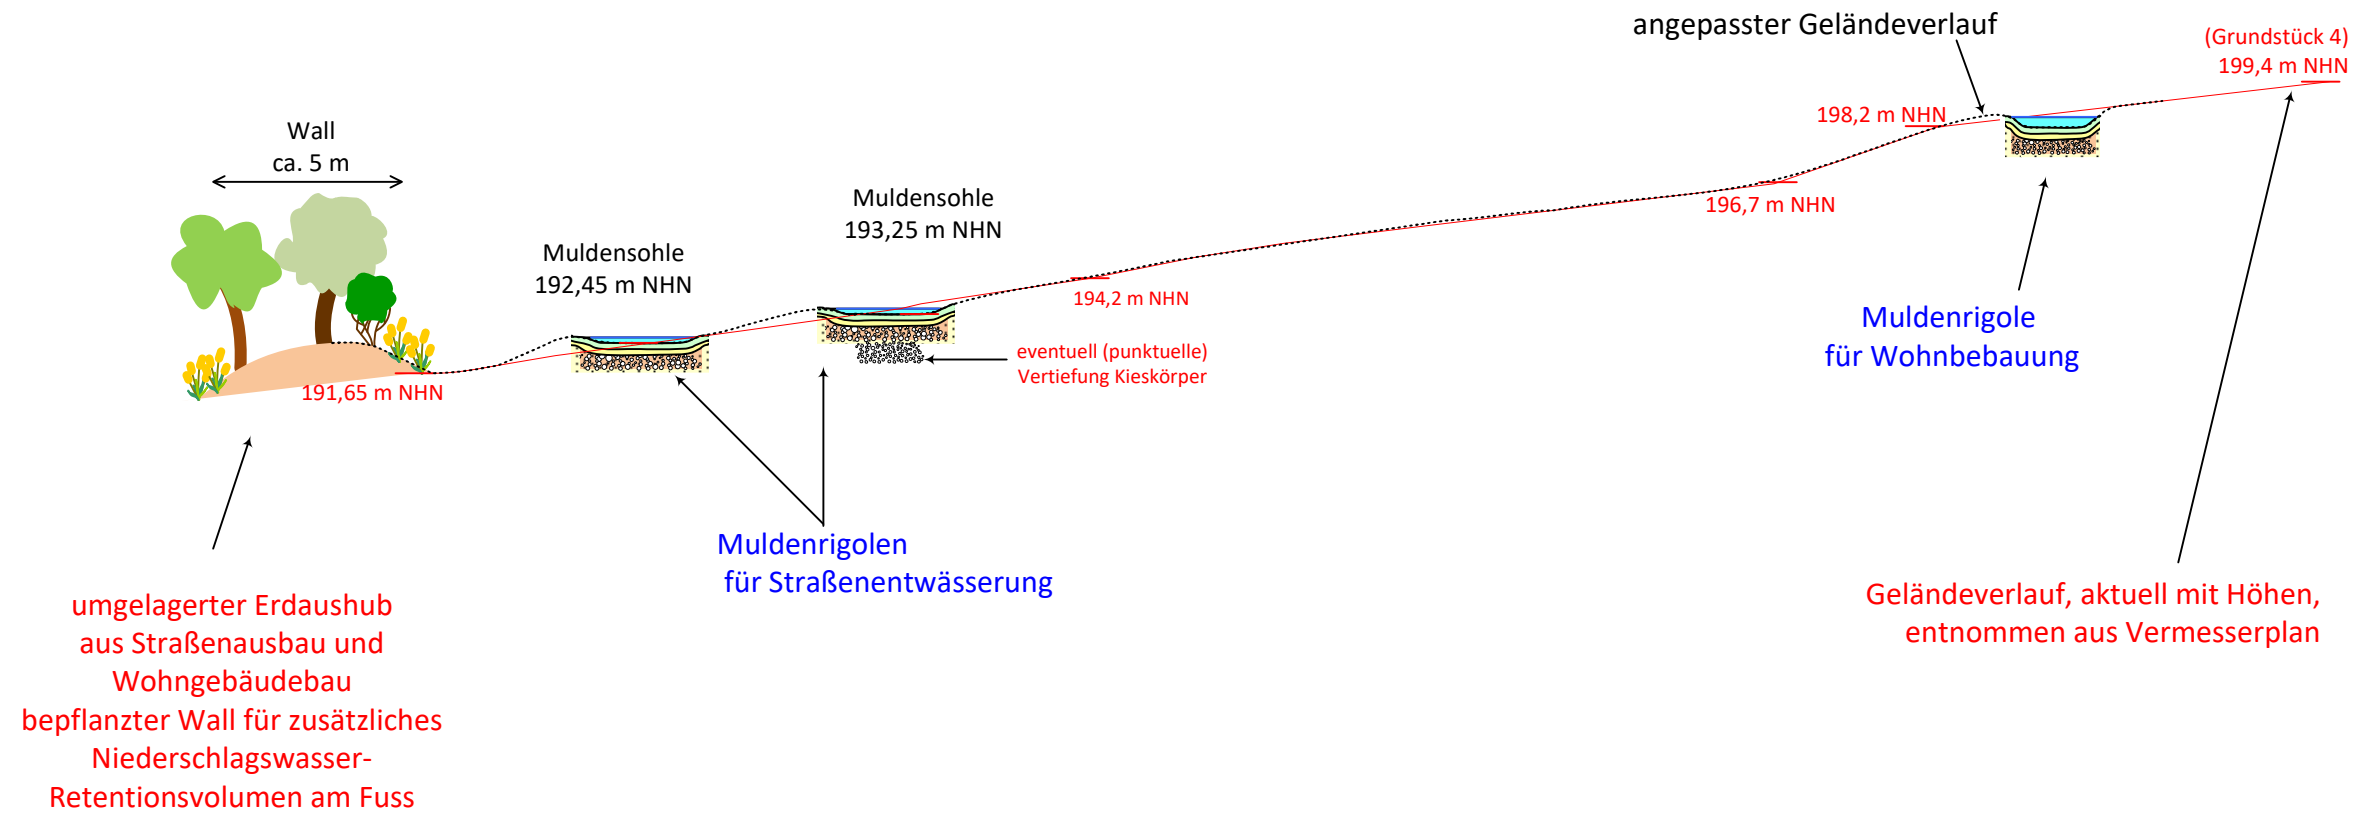 angepasster Geländeverlauf
(Grundstück 4)
199,4 m NHN
198,2 m NHN
Wall
ca. 5 m
Muldensohle
193,25 m NHN
196,7 m NHN
Muldensohle
192,45 m NHN
194,2 m NHN
Muldenrigole
für Wohnbebauung
eventuell (punktuelle)
Vertiefung Kieskörper
191,65 m NHN
Muldenrigolen
für Straßenentwässerung
umgelagerter Erdaushub
aus Straßenausbau und
Wohngebäudebau
bepflanzter Wall für zusätzliches
Niederschlagswasser-
Retentionsvolumen am Fuss
Geländeverlauf, aktuell mit Höhen,
entnommen aus Vermesserplan